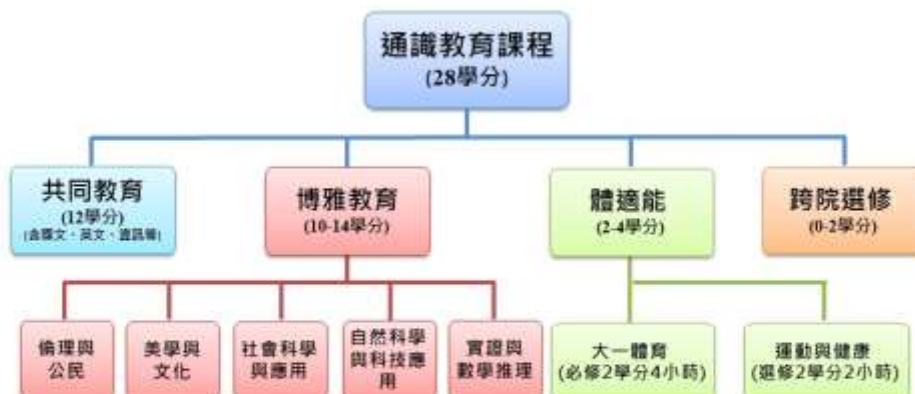 通識教育課程
(28學分)
共同教育
(12學分)
(含國文、英文、資訊等)
博雅教育
(10-14學分)
體適能
(2-4學分)
跨院選修
(0-2學分)
倫理與
公民
美學與
文化
社會科學
與應用
自然科學
與科技應
用
實證與
數學推理
大一體育
(必修2學分4小時)
運動與健康
(選修2學分2小時)